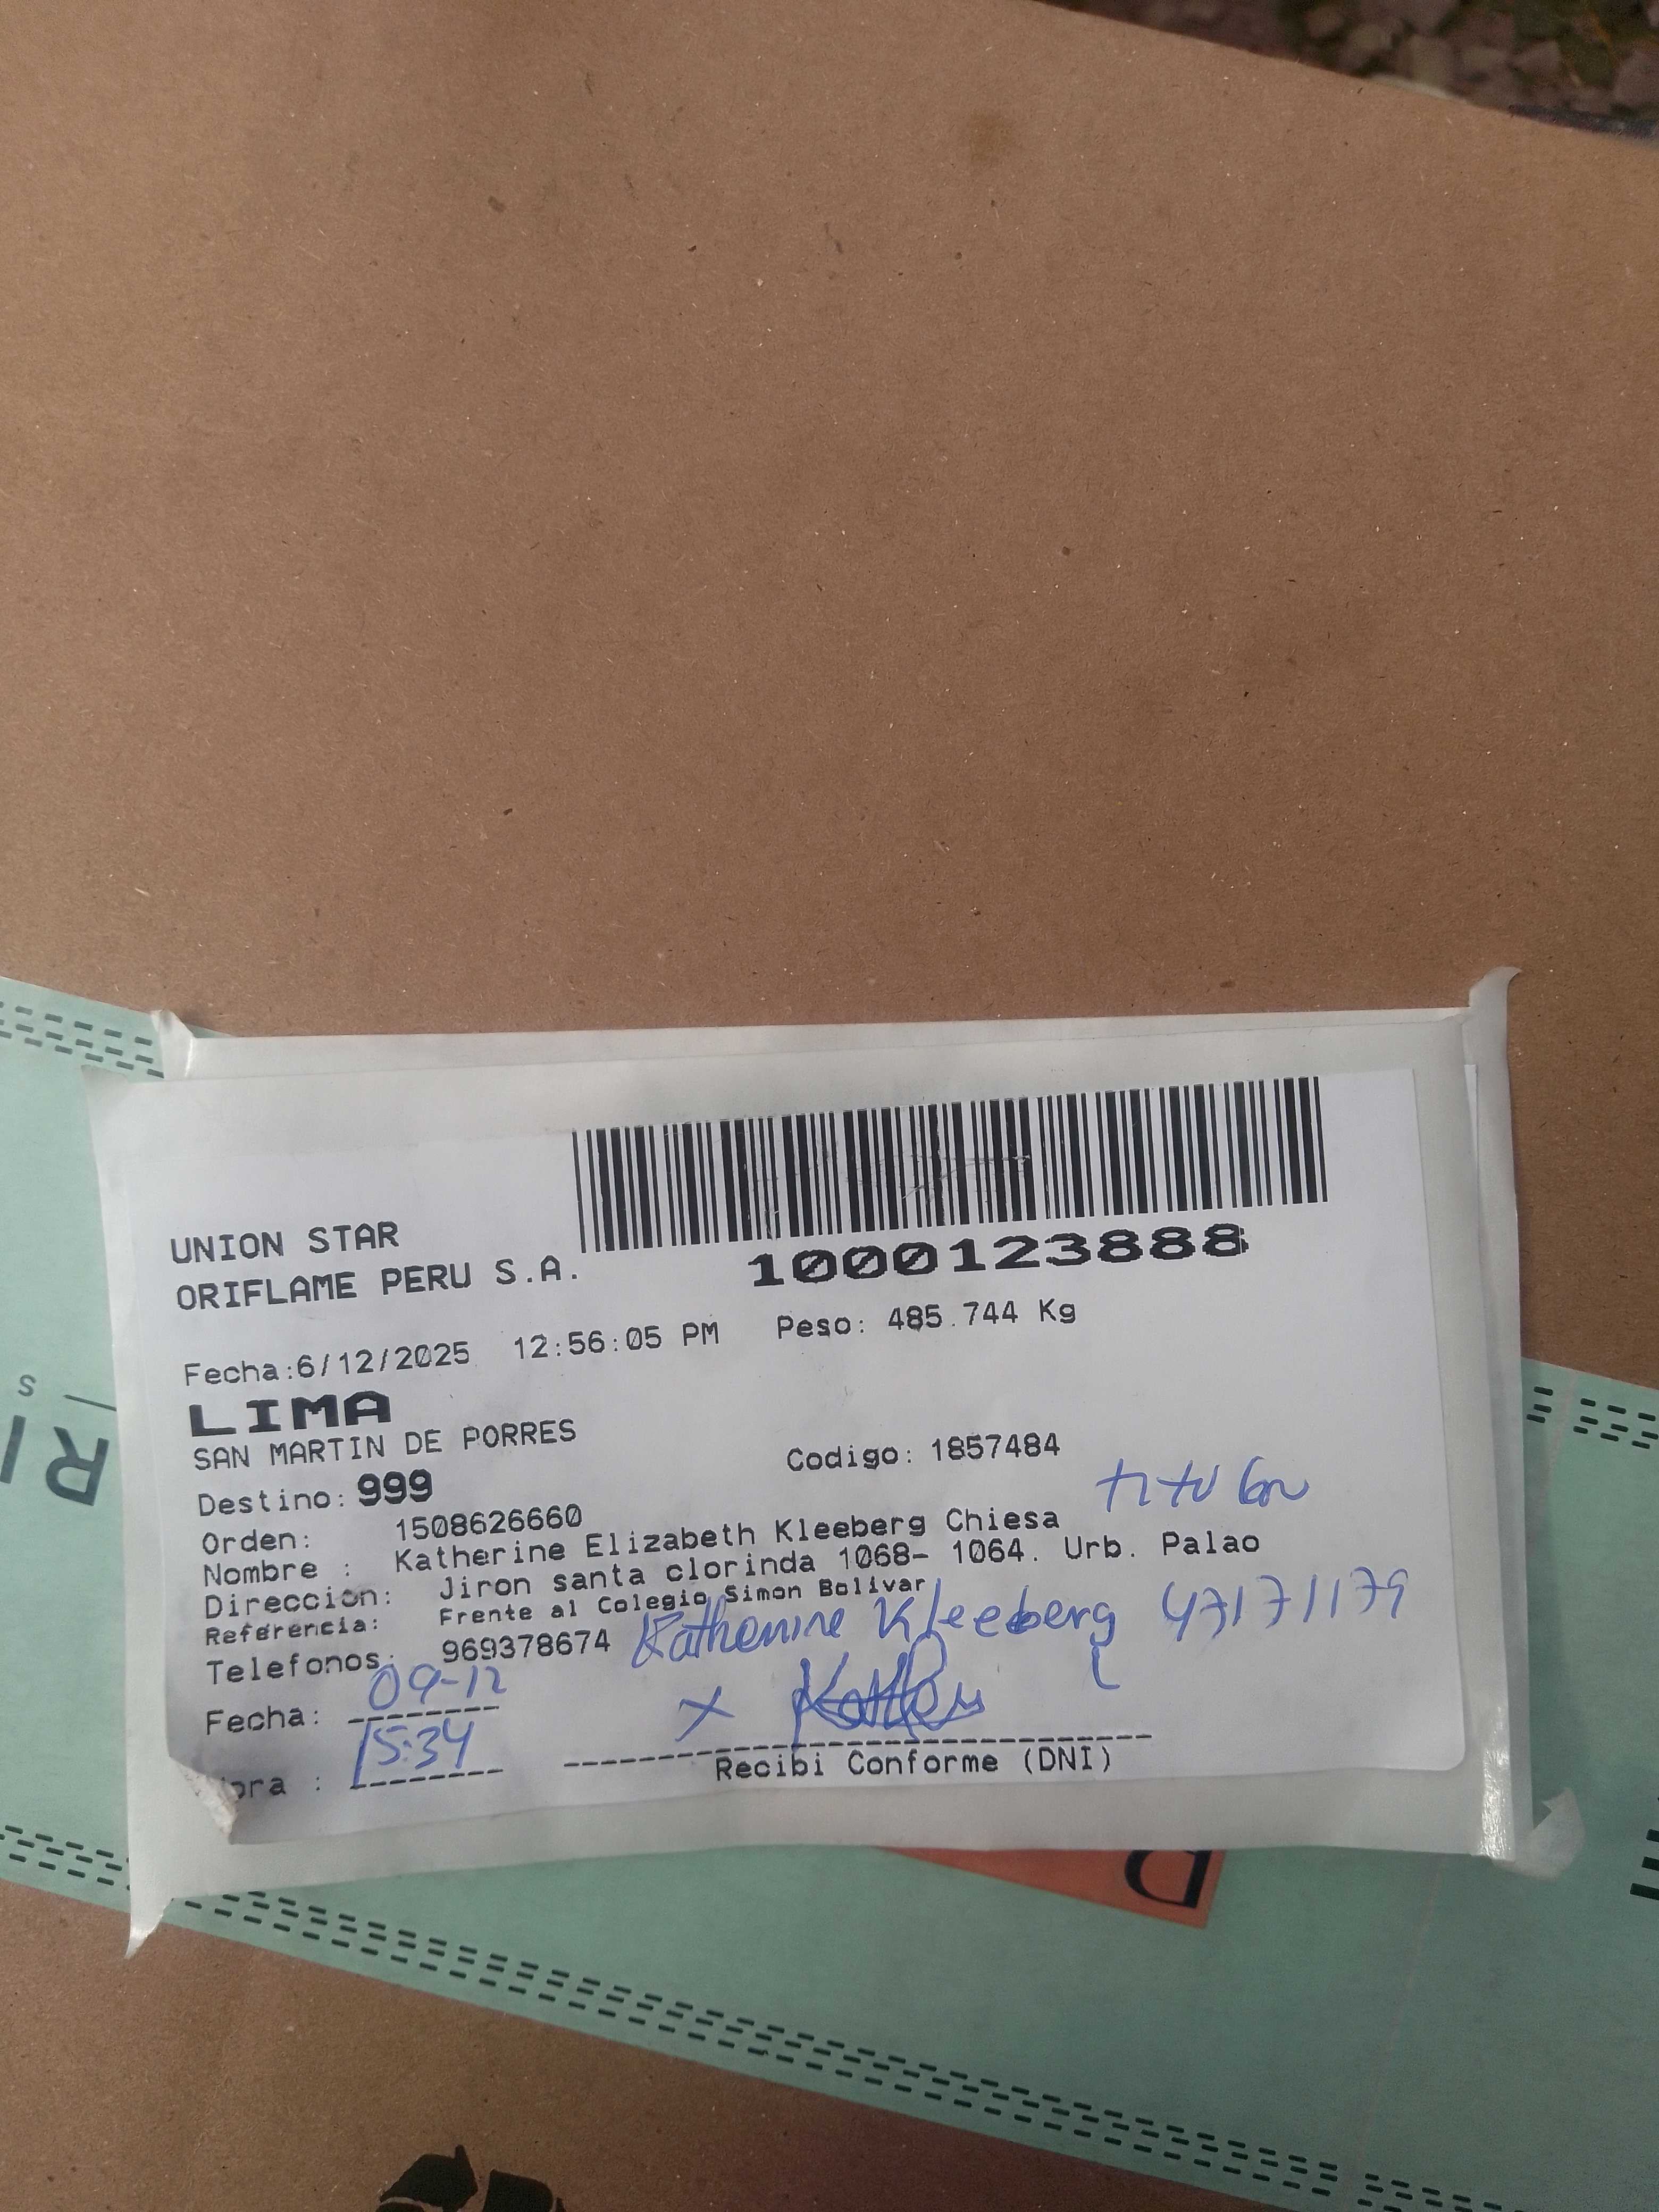 UNION STAR
ORIFLAME PERU S.A.
1000123888
Fecha:6/12/2025 12:56:05 PM Peso: 485.744 Kg
LIMA
SAN MARTIN DE PORRES
Codigo: 1857484
Destino: 999
Orden: 1508626660
titular
Nombre : Katherine Elizabeth Kleeberg Chiesa
Direccion: Jiron santa clorinda 1068- 1064. Urb. Palao
Referencia: Frente al Colegio Simon Bolivar
Telefonos: 969378674
Katherine Kleeberg 47171179
Fecha: 09-12
ora : 15:34
X
Recibi Conforme (DNI)
RI
S
D